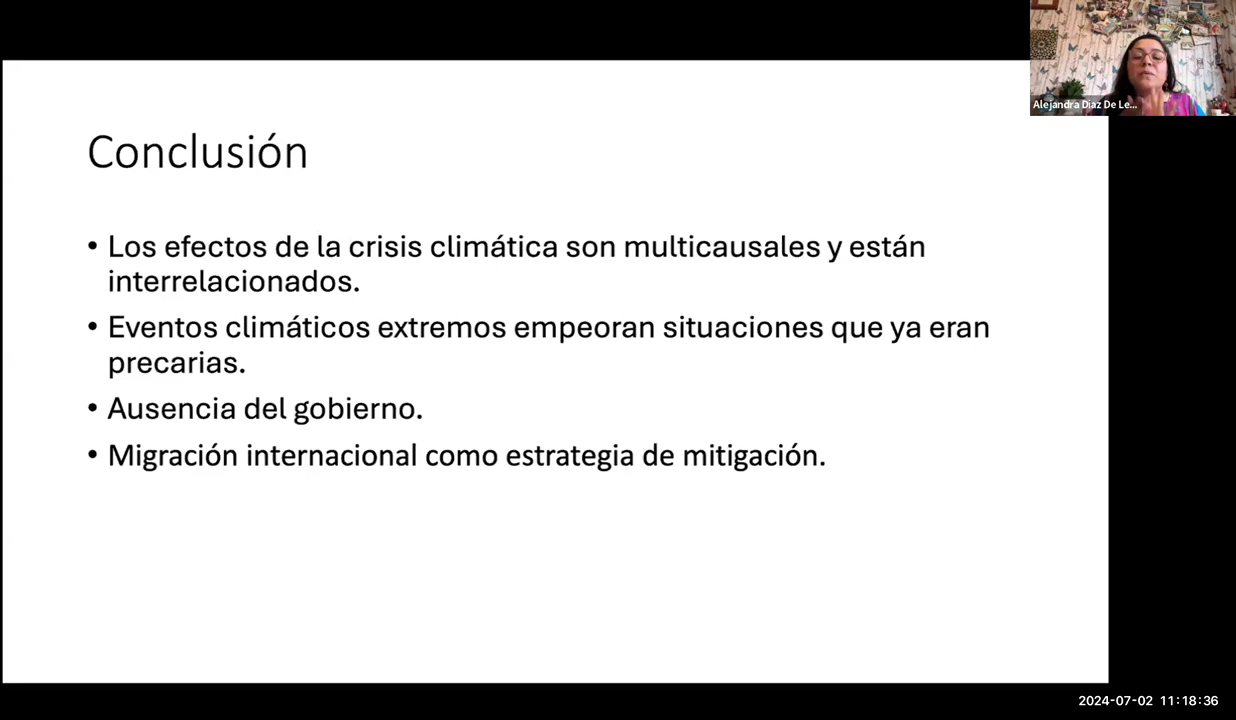 Alejandra Diaz De Le...
Conclusión
• Los efectos de la crisis climática son multicausales y están
interrelacionados.
• Eventos climáticos extremos empeoran situaciones que ya eran
precarias.
• Ausencia del gobierno.
• Migración internacional como estrategia de mitigación.
2024-07-02 11:18:36